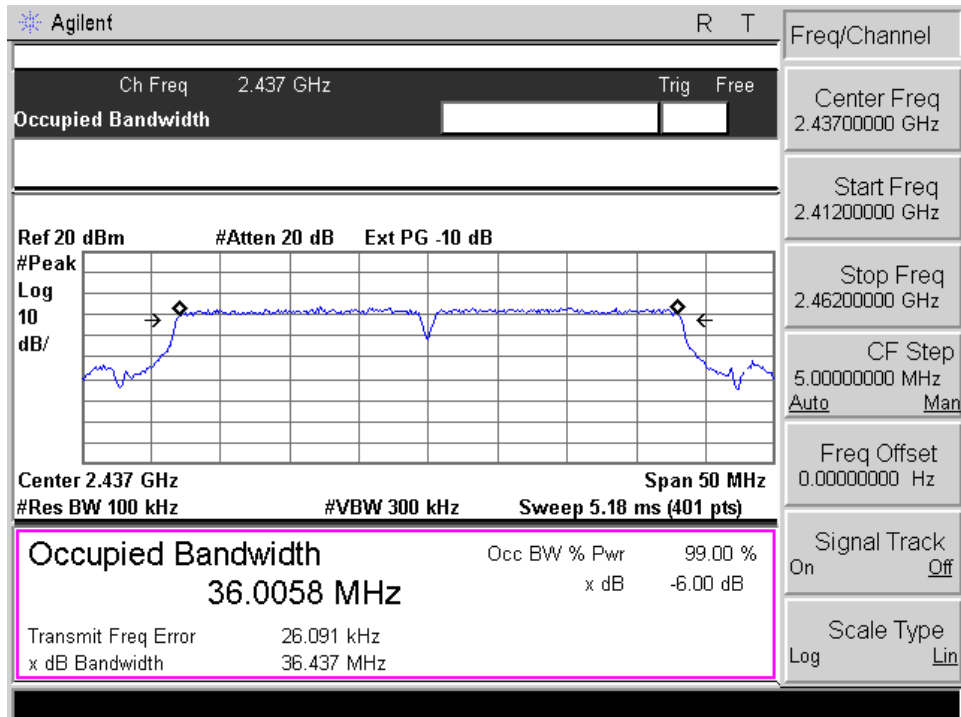 Agilent R T
Ch Freq 2.437 GHz Trig Free
Occupied Bandwidth
Ref 20 dBm #Atten 20 dB Ext PG -10 dB
#Peak
Log
10
dB/
Center 2.437 GHz Span 50 MHz
#Res BW 100 kHz #VBW 300 kHz Sweep 5.18 ms (401 pts)
Occupied Bandwidth Occ BW % Pwr 99.00 %
36.0058 MHz x dB -6.00 dB
Transmit Freq Error 26.091 kHz
x dB Bandwidth 36.437 MHz
Freq/Channel
Center Freq
2.43700000 GHz
Start Freq
2.41200000 GHz
Stop Freq
2.46200000 GHz
CF Step
5.00000000 MHz
Auto Man
Freq Offset
0.00000000 Hz
Signal Track
On Off
Scale Type
Log Lin